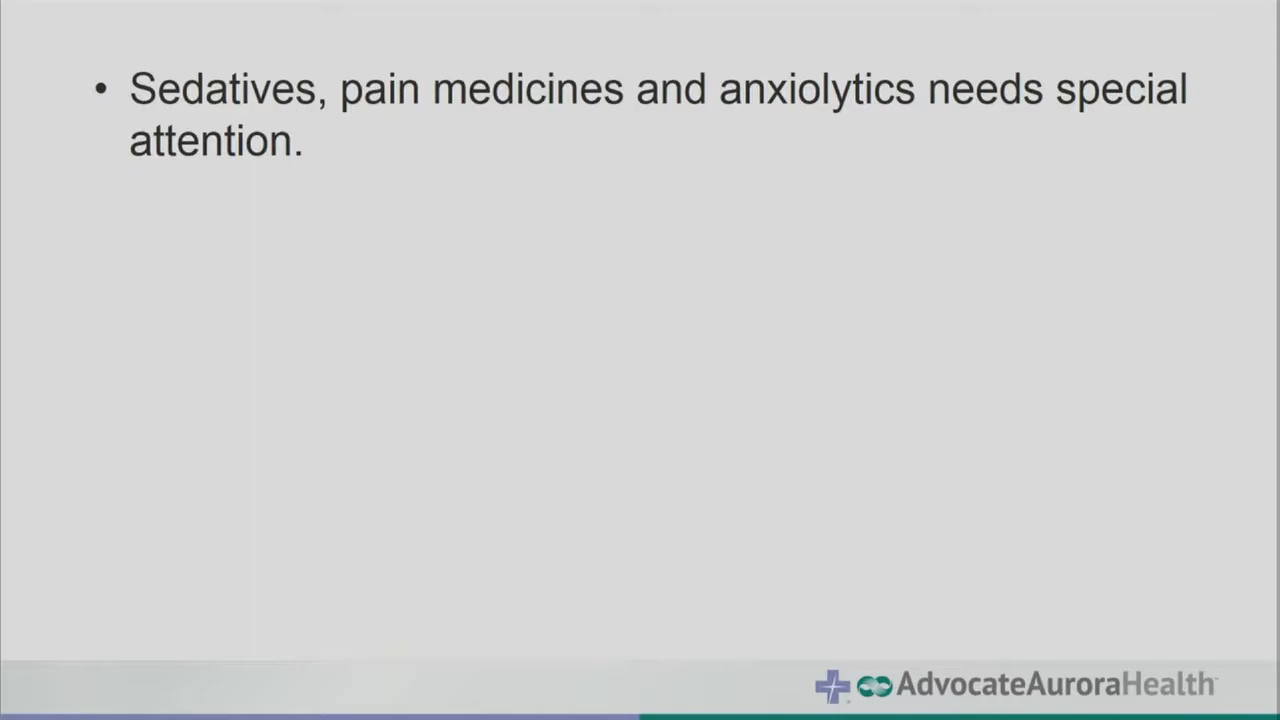 • Sedatives, pain medicines and anxiolytics needs special
attention.
AdvocateAuroraHealth